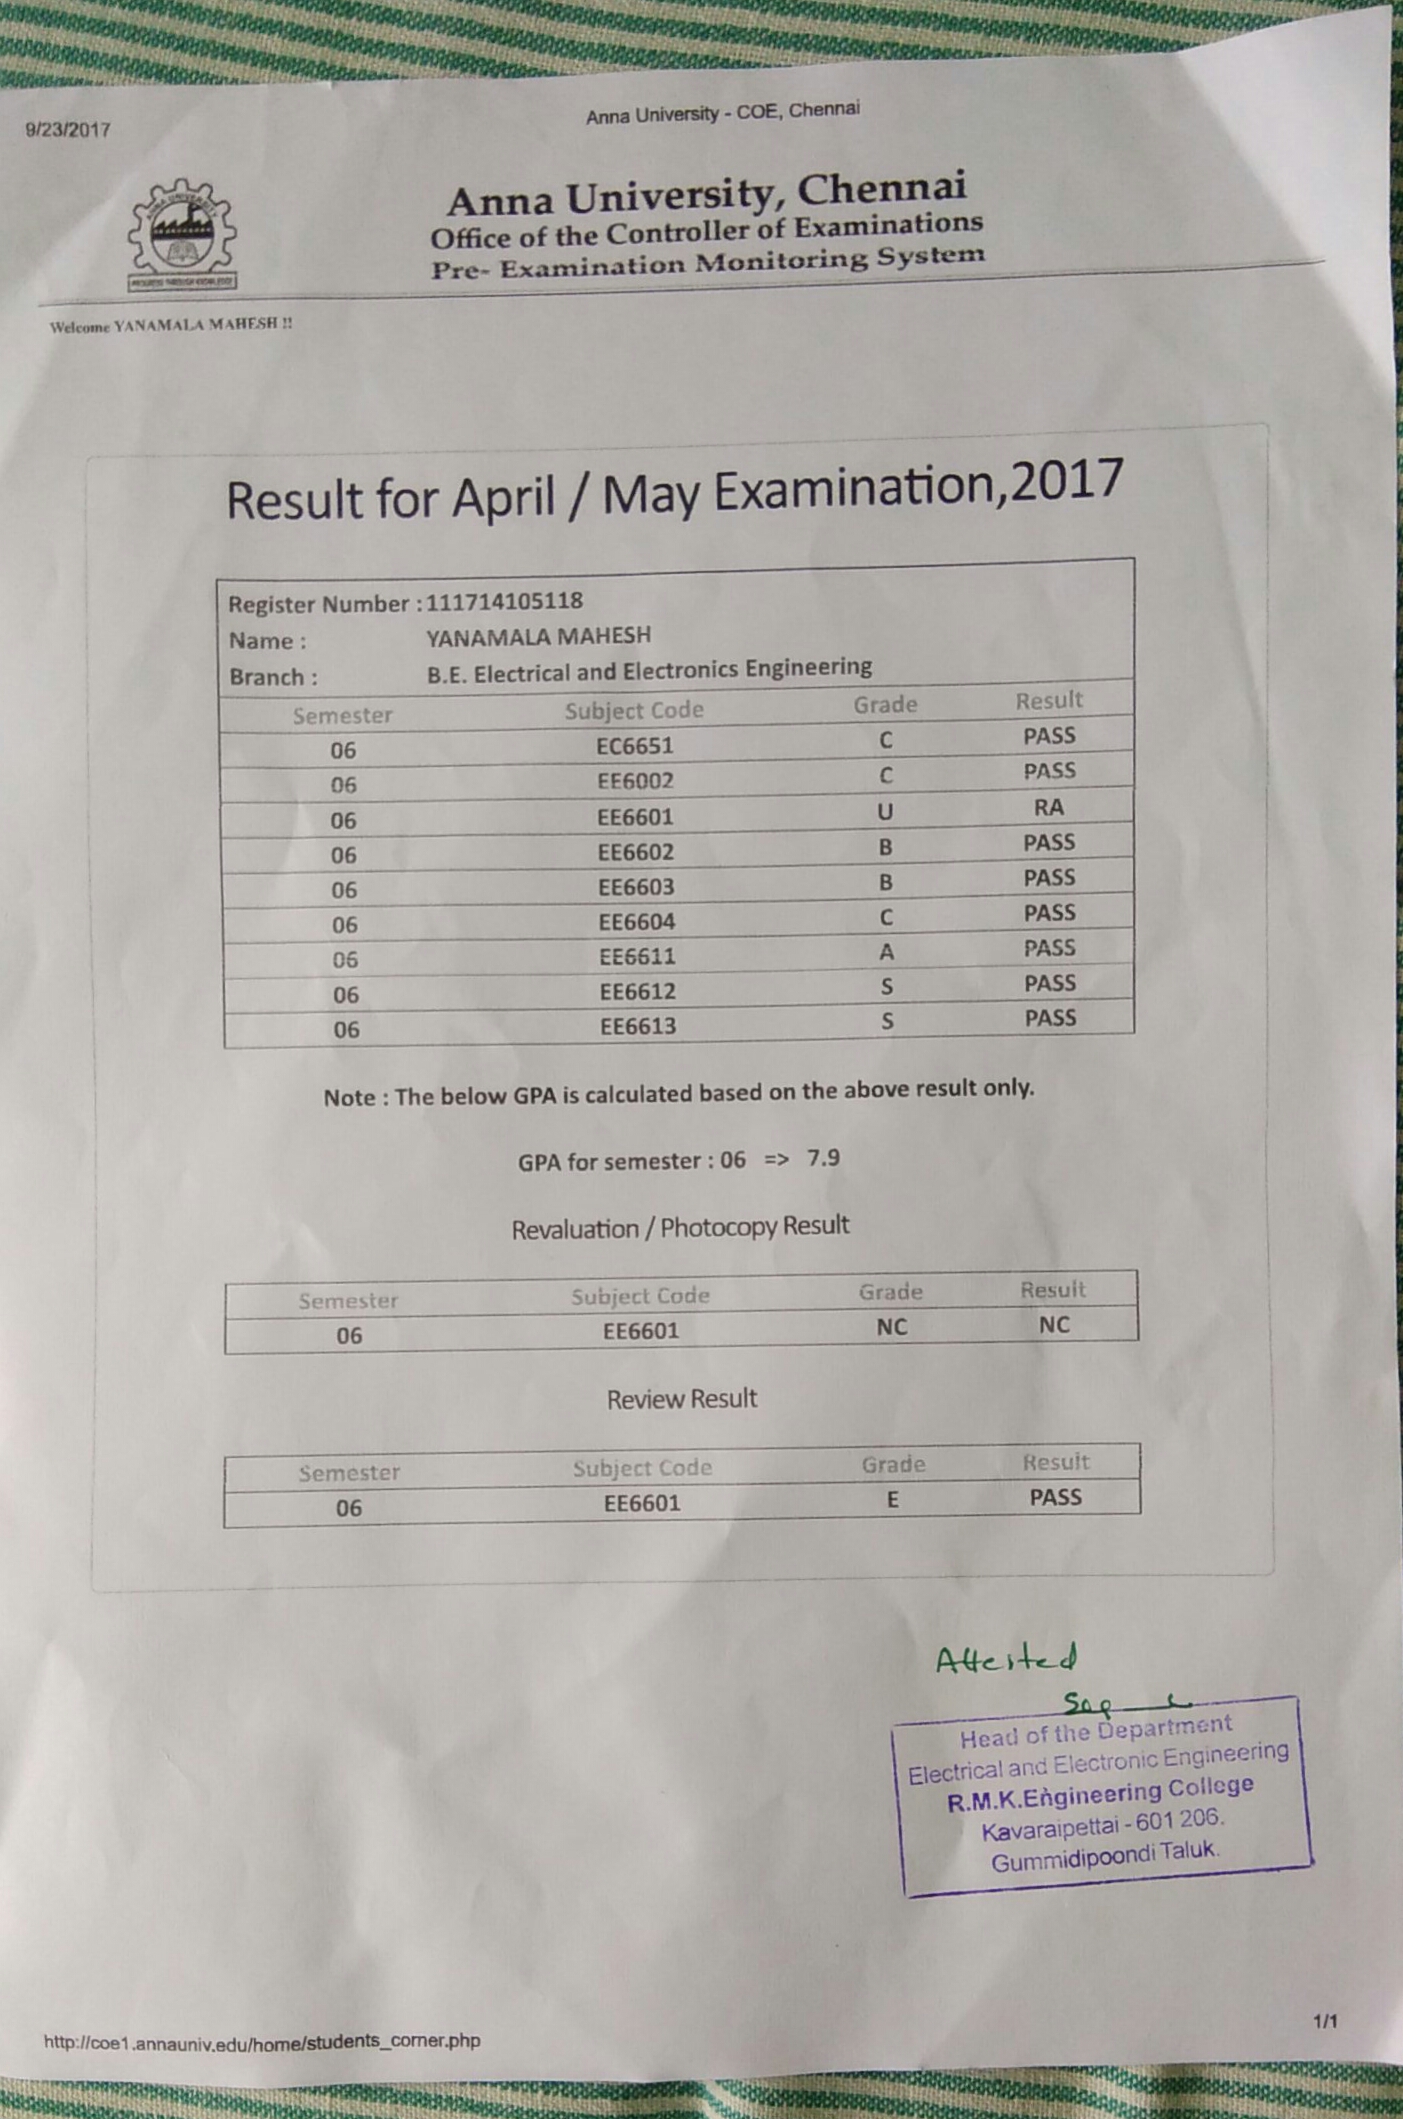 9/23/2017
Anna University - COE, Chennai
ANNA UNIVERSITY
PROGRESS THROUGH KNOWLEDGE
Anna University, Chennai
Office of the Controller of Examinations
Pre- Examination Monitoring System
Welcome YANAMALA MAHESH !!
Result for April / May Examination,2017
Register Number : 111714105118
Name : YANAMALA MAHESH
Branch : B.E. Electrical and Electronics Engineering
Semester Subject Code Grade Result
06 EC6651 C PASS
06 EE6002 C PASS
06 EE6601 U RA
06 EE6602 B PASS
06 EE6603 B PASS
06 EE6604 C PASS
06 EE6611 A PASS
06 EE6612 S PASS
06 EE6613 S PASS
Note : The below GPA is calculated based on the above result only.
GPA for semester : 06 => 7.9
Revaluation / Photocopy Result
Semester Subject Code Grade Result
06 EE6601 NC NC
Review Result
Semester Subject Code Grade Result
06 EE6601 E PASS
Attested
Head of the Department
Electrical and Electronic Engineering
R.M.K.Engineering College
Kavaraipettai - 601 206.
Gummidipoondi Taluk.
http://coe1.annauniv.edu/home/students_corner.php
1/1